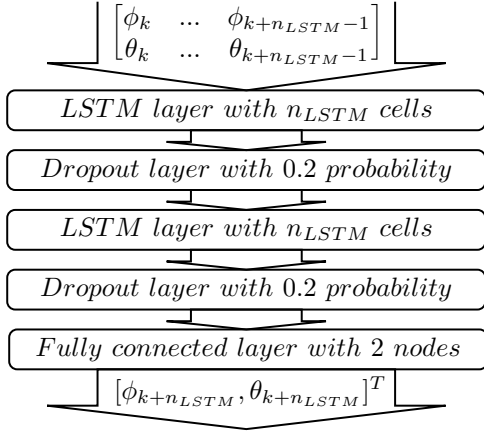 [ϕ_k ... ϕ_{k+n_{LSTM}−1}]
[θ_k ... θ_{k+n_{LSTM}−1}]
LSTM layer with n_{LSTM} cells
Dropout layer with 0.2 probability
LSTM layer with n_{LSTM} cells
Dropout layer with 0.2 probability
Fully connected layer with 2 nodes
[ϕ_{k+n_{LSTM}}, θ_{k+n_{LSTM}}]^T